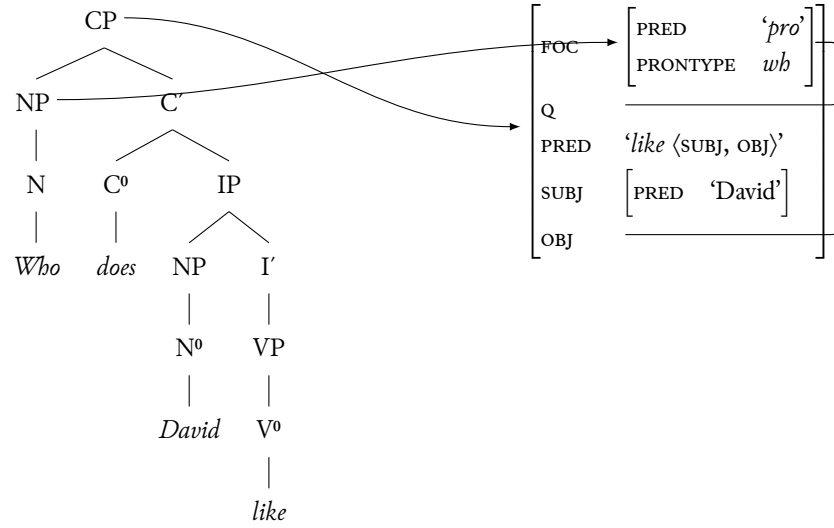 CP
NP C′
N C⁰ IP
Who does NP I′
N⁰ VP
David V⁰
like
FOC PRED ‘pro’
PRONTYPE wh
Q
PRED ‘like ⟨SUBJ, OBJ⟩’
SUBJ PRED ‘David’
OBJ